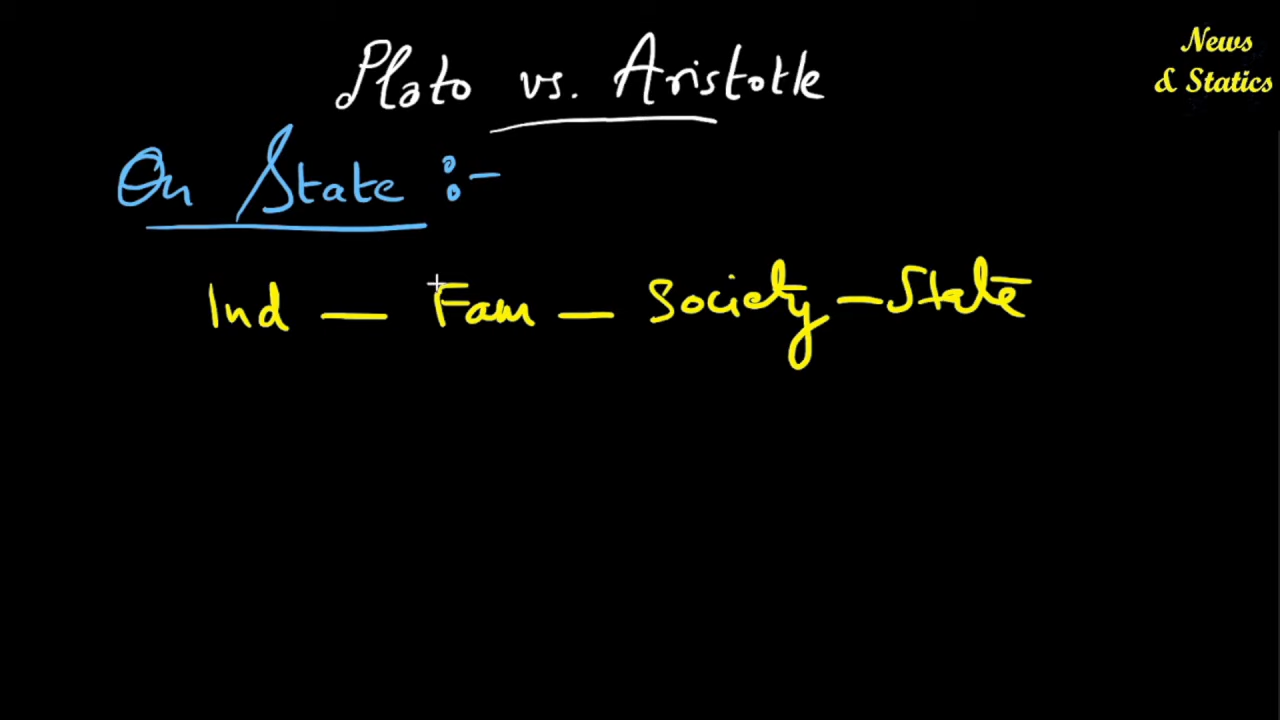 News
& Statics
Plato vs. Aristotle
On State :-
Ind — Fam — Society — State